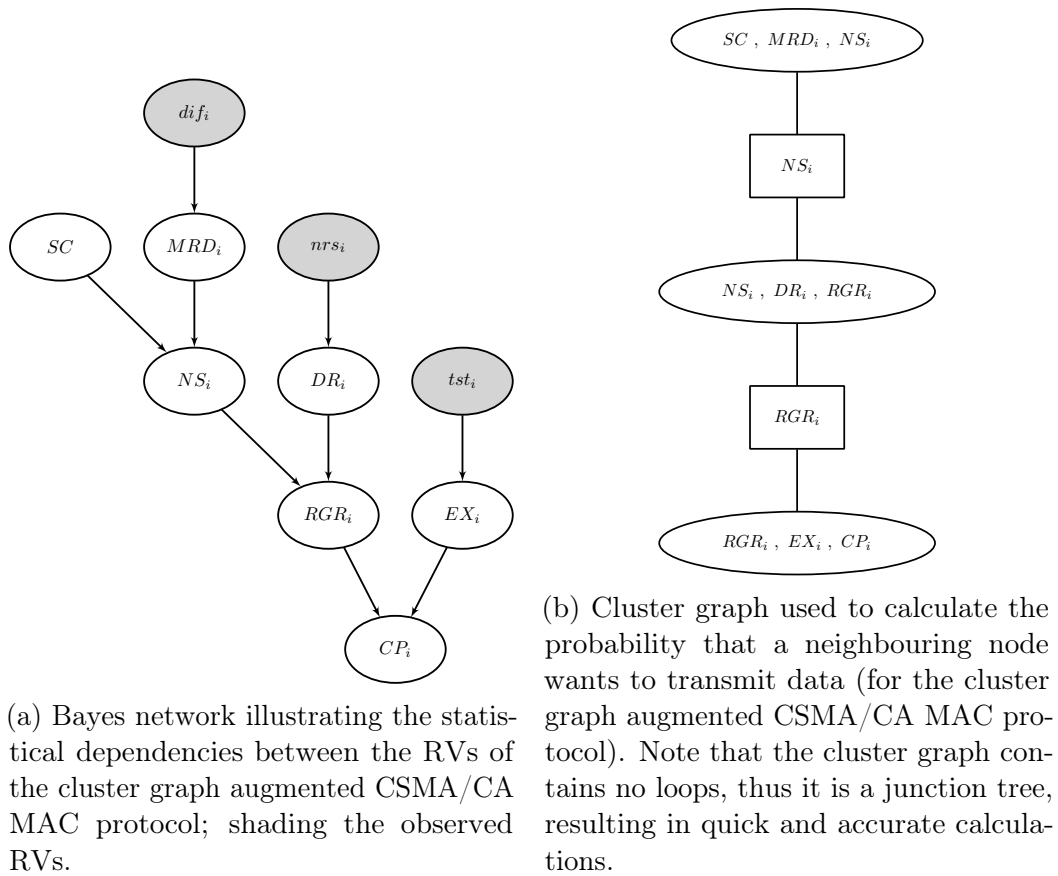 dif_i
SC
MRD_i
nrs_i
NS_i
DR_i
tst_i
RGR_i
EX_i
CP_i
(a) Bayes network illustrating the statis-
tical dependencies between the RVs of
the cluster graph augmented CSMA/CA
MAC protocol; shading the observed
RVs.
SC , MRD_i , NS_i
NS_i
NS_i , DR_i , RGR_i
RGR_i
RGR_i , EX_i , CP_i
(b) Cluster graph used to calculate the
probability that a neighbouring node
wants to transmit data (for the cluster
graph augmented CSMA/CA MAC pro-
tocol). Note that the cluster graph con-
tains no loops, thus it is a junction tree,
resulting in quick and accurate calcula-
tions.